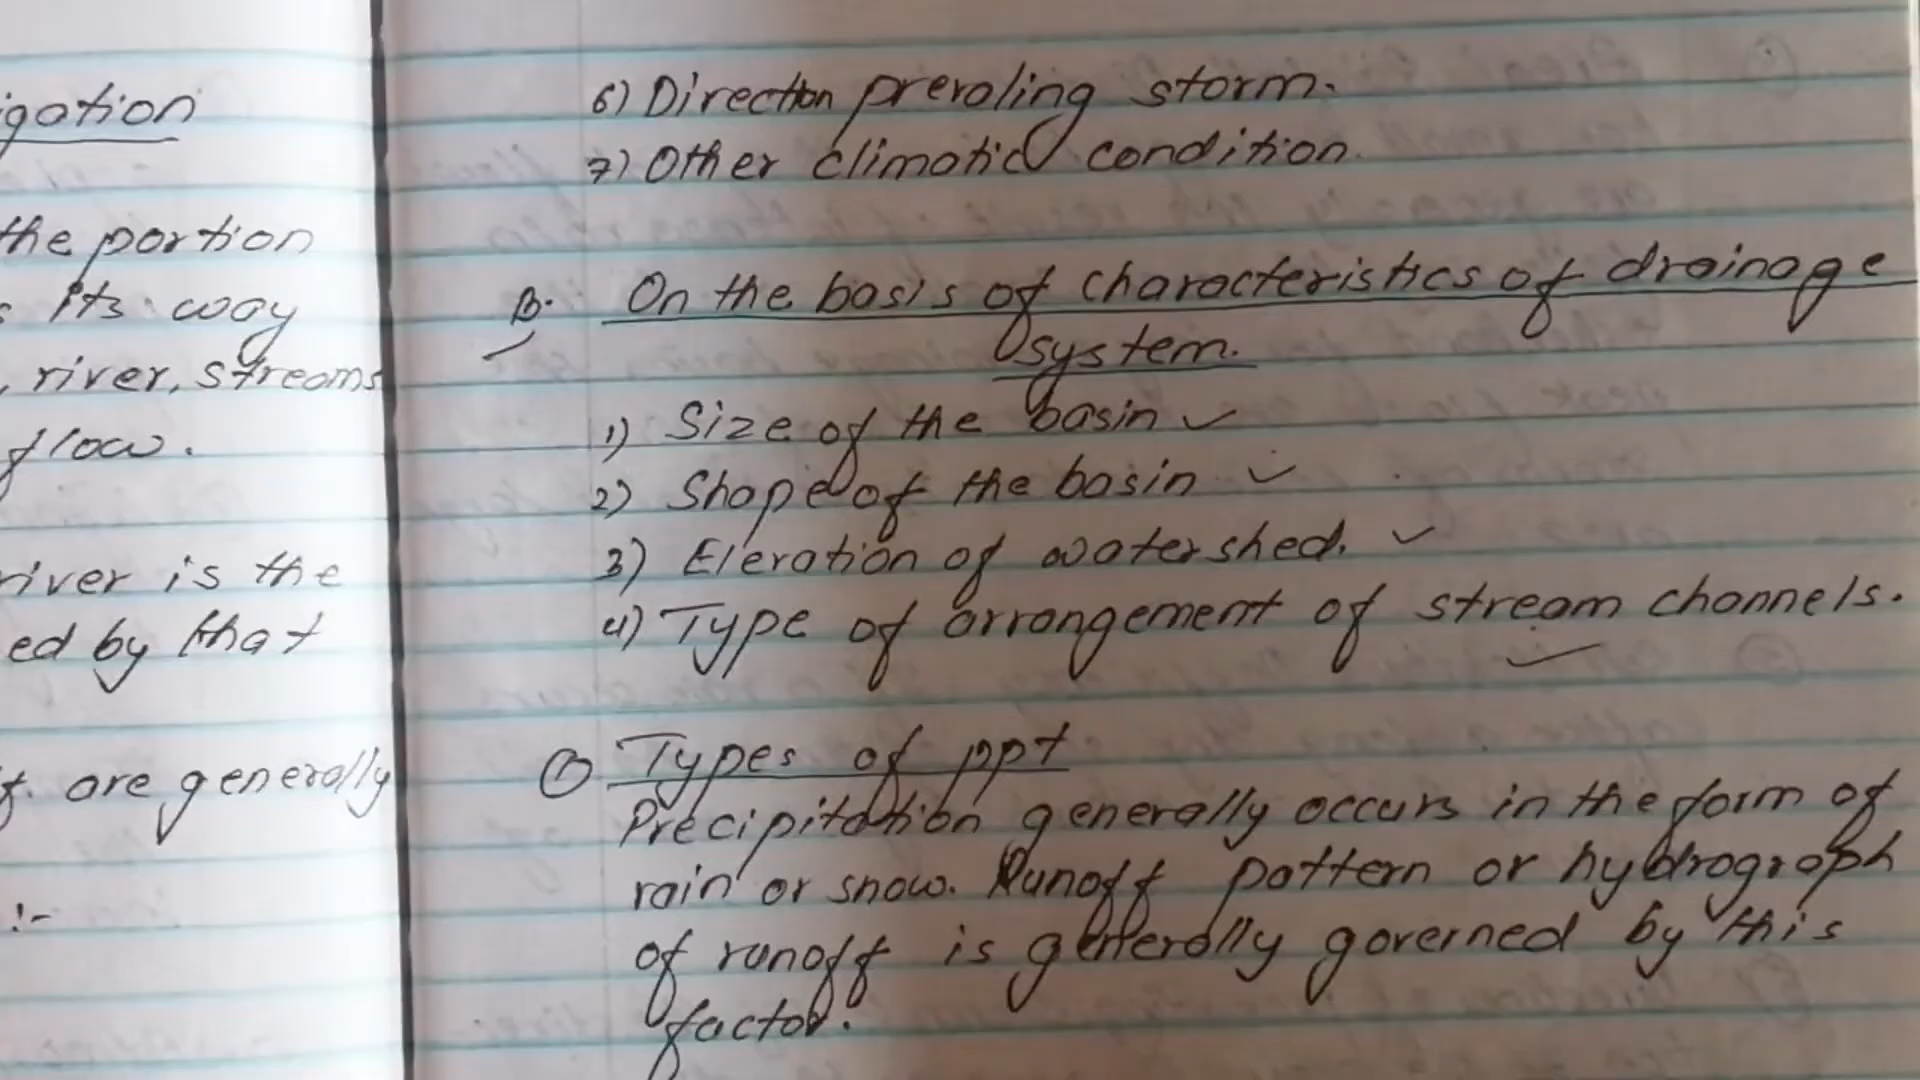 igation
the portion
its way
, river, streams
flow.
river is the
ed by that
f. are generally
:-
6) Direction prevaling storm.
7) Other climatic condition.
B. On the basis of characteristics of drainage
system.
1) Size of the basin ✓
2) Shape of the basin ✓
3) Elevation of watershed. ✓
4) Type of arrangement of stream channels.
✓
① Types of ppt
Precipitation generally occurs in the form of
rain or snow. Runoff pattern or hydrograph
of runoff is generally governed by this
factor.